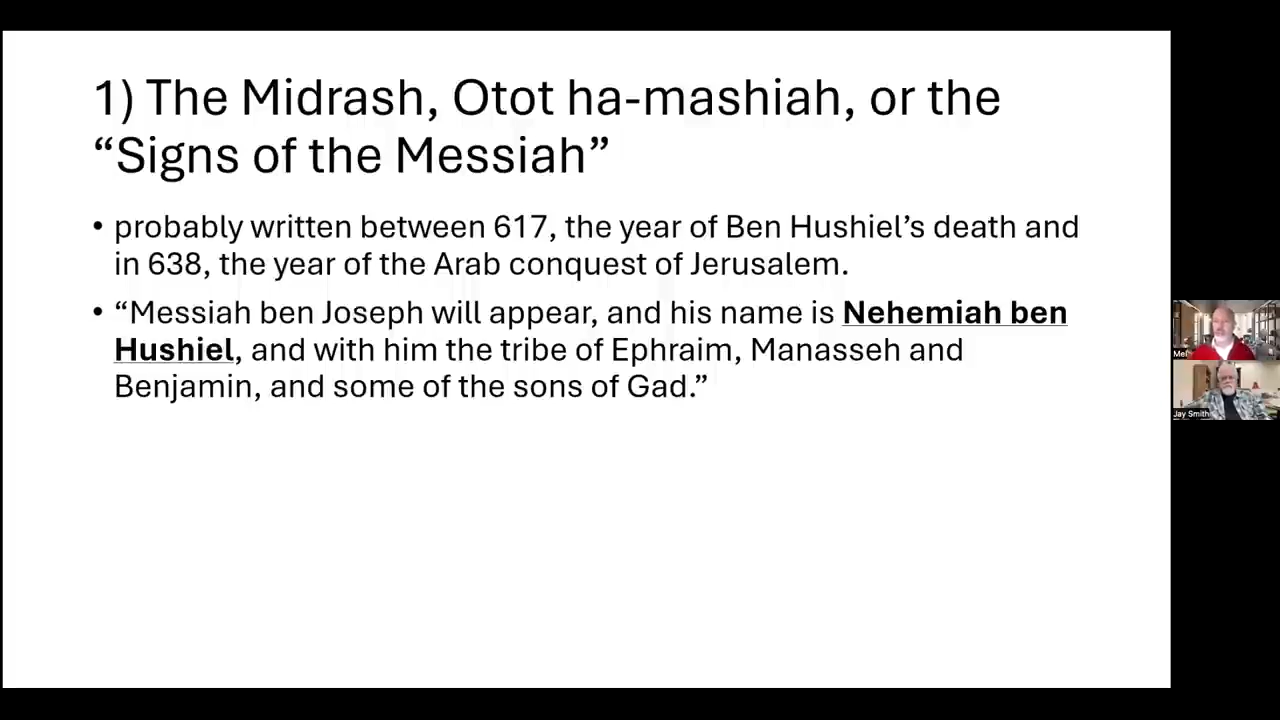 1) The Midrash, Otot ha-mashiah, or the
“Signs of the Messiah”
• probably written between 617, the year of Ben Hushiel’s death and
in 638, the year of the Arab conquest of Jerusalem.
• “Messiah ben Joseph will appear, and his name is Nehemiah ben
Hushiel, and with him the tribe of Ephraim, Manasseh and
Benjamin, and some of the sons of Gad.”
Mel
Jay Smith